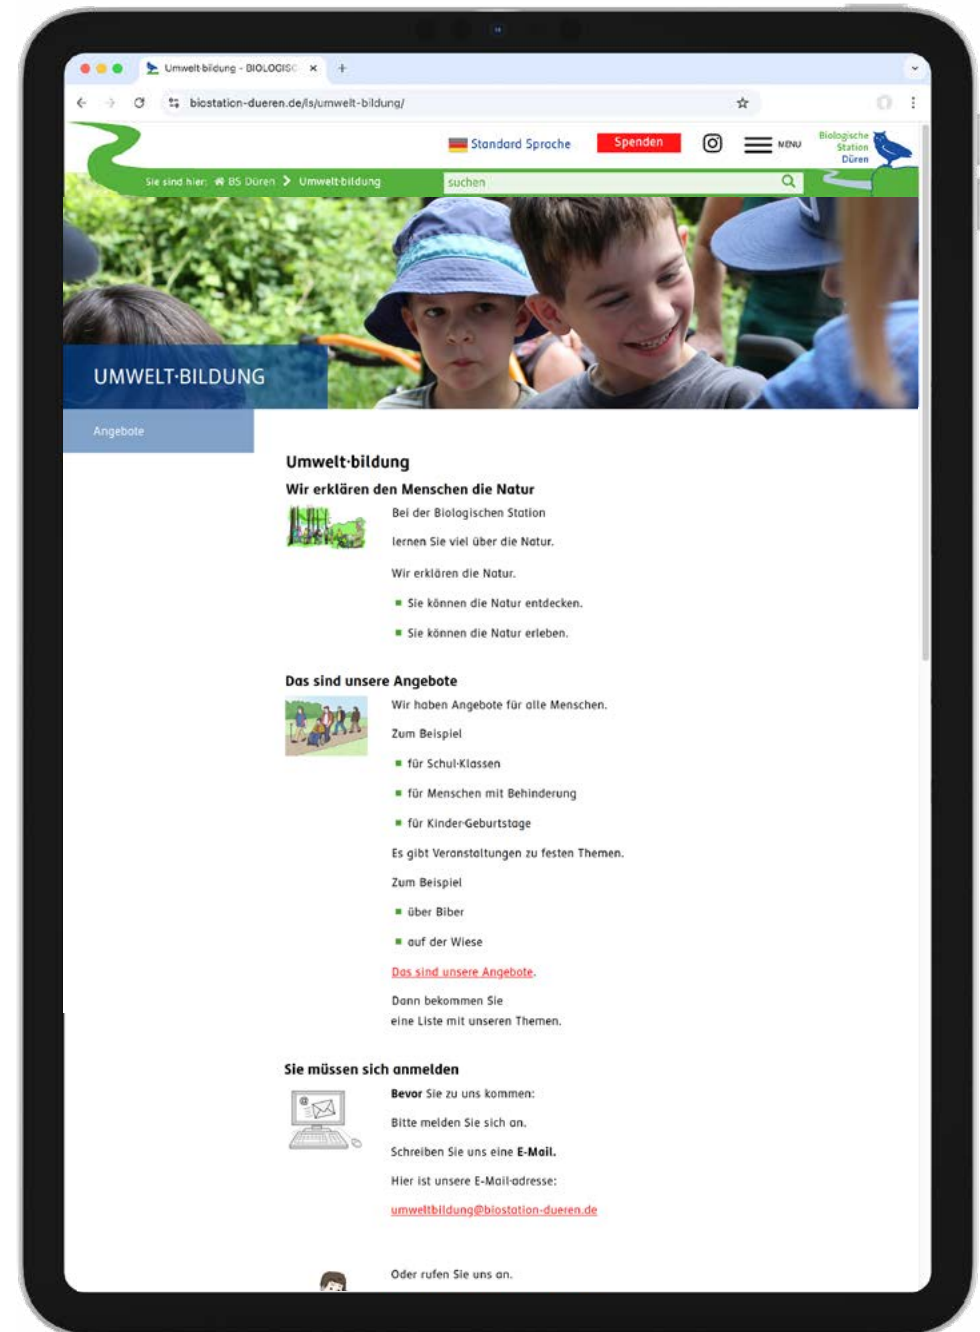 Umwelt·bildung - BIOLOGISC
biostation-dueren.de/ls/umwelt-bildung/
Standard Sprache
Spenden
MENU
Biologische
Station
Düren
Sie sind hier: BS Düren Umwelt·bildung
suchen
UMWELT·BILDUNG
Angebote
Umwelt·bildung
Wir erklären den Menschen die Natur
Bei der Biologischen Station
lernen Sie viel über die Natur.
Wir erklären die Natur.
Sie können die Natur entdecken.
Sie können die Natur erleben.
Das sind unsere Angebote
Wir haben Angebote für alle Menschen.
Zum Beispiel
für Schul·Klassen
für Menschen mit Behinderung
für Kinder·Geburtstage
Es gibt Veranstaltungen zu festen Themen.
Zum Beispiel
über Biber
auf der Wiese
Das sind unsere Angebote.
Dann bekommen Sie
eine Liste mit unseren Themen.
Sie müssen sich anmelden
@
Bevor Sie zu uns kommen:
Bitte melden Sie sich an.
Schreiben Sie uns eine E-Mail.
Hier ist unsere E-Mail·adresse:
umweltbildung@biostation-dueren.de
Oder rufen Sie uns an.